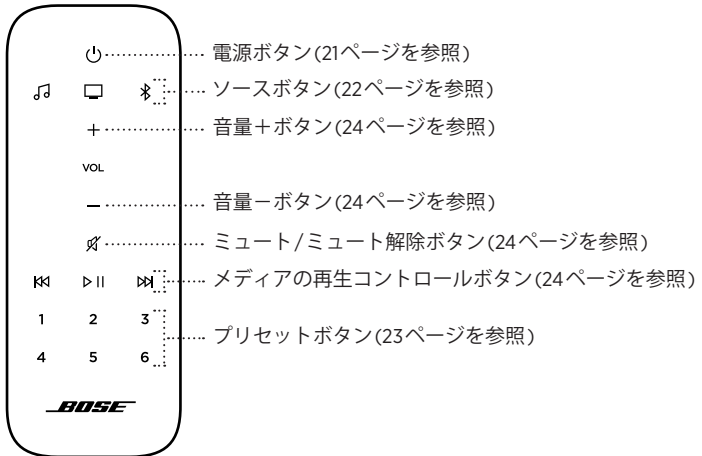 電源ボタン(21ページを参照)
ソースボタン(22ページを参照)
音量＋ボタン(24ページを参照)
VOL
音量－ボタン(24ページを参照)
ミュート/ミュート解除ボタン(24ページを参照)
メディアの再生コントロールボタン(24ページを参照)
1 2 3
プリセットボタン(23ページを参照)
4 5 6
BOSE